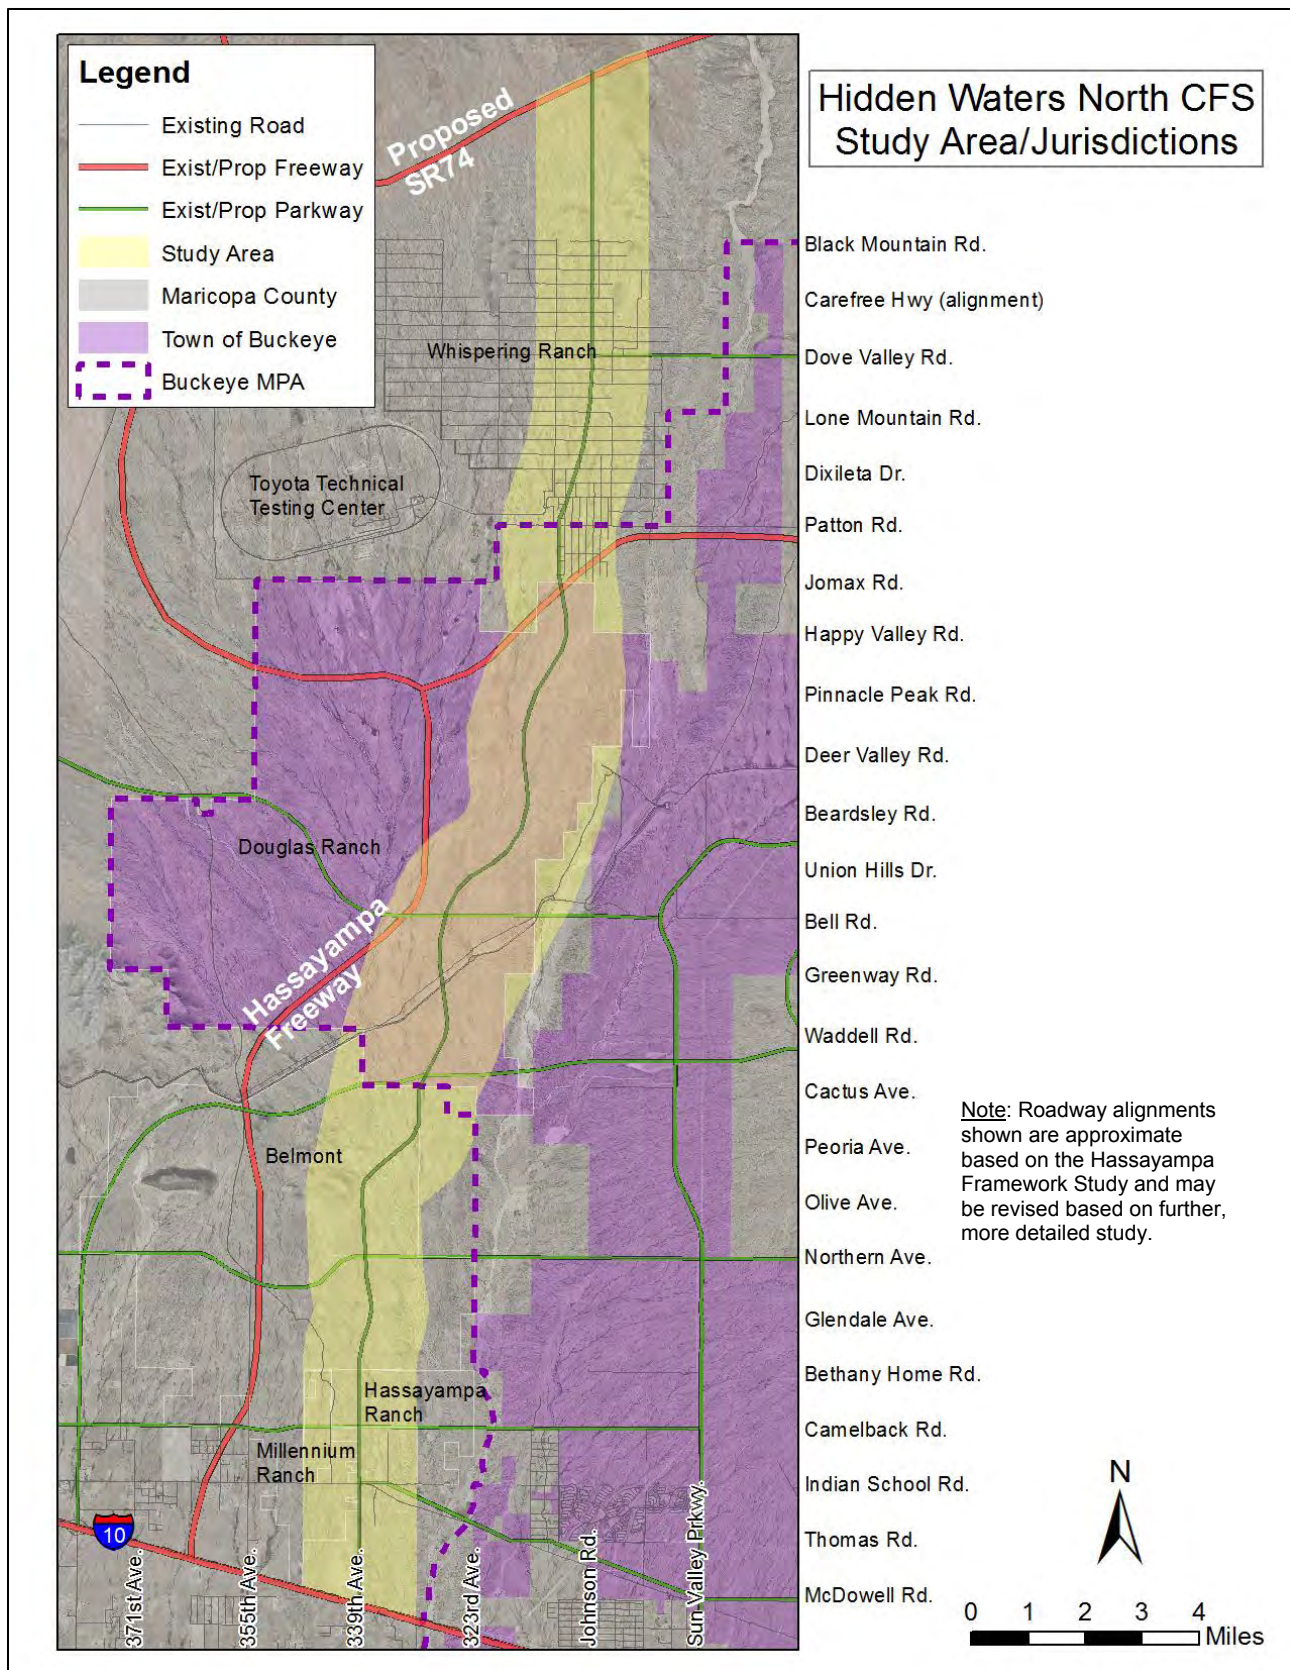 Legend
Existing Road
Exist/Prop Freeway
Exist/Prop Parkway
Study Area
Maricopa County
Town of Buckeye
Buckeye MPA
Hidden Waters North CFS
Study Area/Jurisdictions
Proposed
SR74
Whispering Ranch
Toyota Technical
Testing Center
Douglas Ranch
Hassayampa
Freeway
Belmont
Hassayampa
Ranch
Millennium
Ranch
10
371st Ave.
355th Ave.
339th Ave.
323rd Ave.
Johnson Rd.
Sun Valley Prkwy.
Black Mountain Rd.
Carefree Hwy (alignment)
Dove Valley Rd.
Lone Mountain Rd.
Dixileta Dr.
Patton Rd.
Jomax Rd.
Happy Valley Rd.
Pinnacle Peak Rd.
Deer Valley Rd.
Beardsley Rd.
Union Hills Dr.
Bell Rd.
Greenway Rd.
Waddell Rd.
Cactus Ave.
Peoria Ave.
Olive Ave.
Northern Ave.
Glendale Ave.
Bethany Home Rd.
Camelback Rd.
Indian School Rd.
Thomas Rd.
McDowell Rd.
Note: Roadway alignments
shown are approximate
based on the Hassayampa
Framework Study and may
be revised based on further,
more detailed study.
N
0 1 2 3 4
Miles